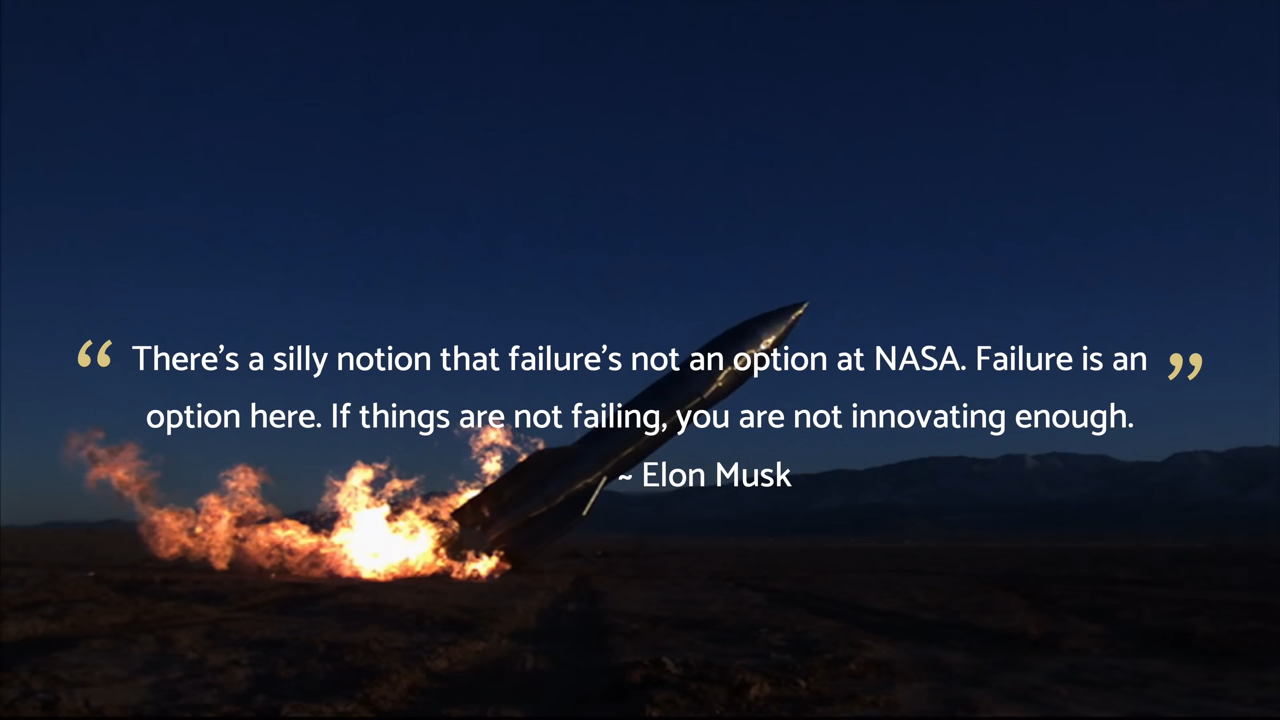 “ There’s a silly notion that failure’s not an option at NASA. Failure is an ”
option here. If things are not failing, you are not innovating enough.
~ Elon Musk